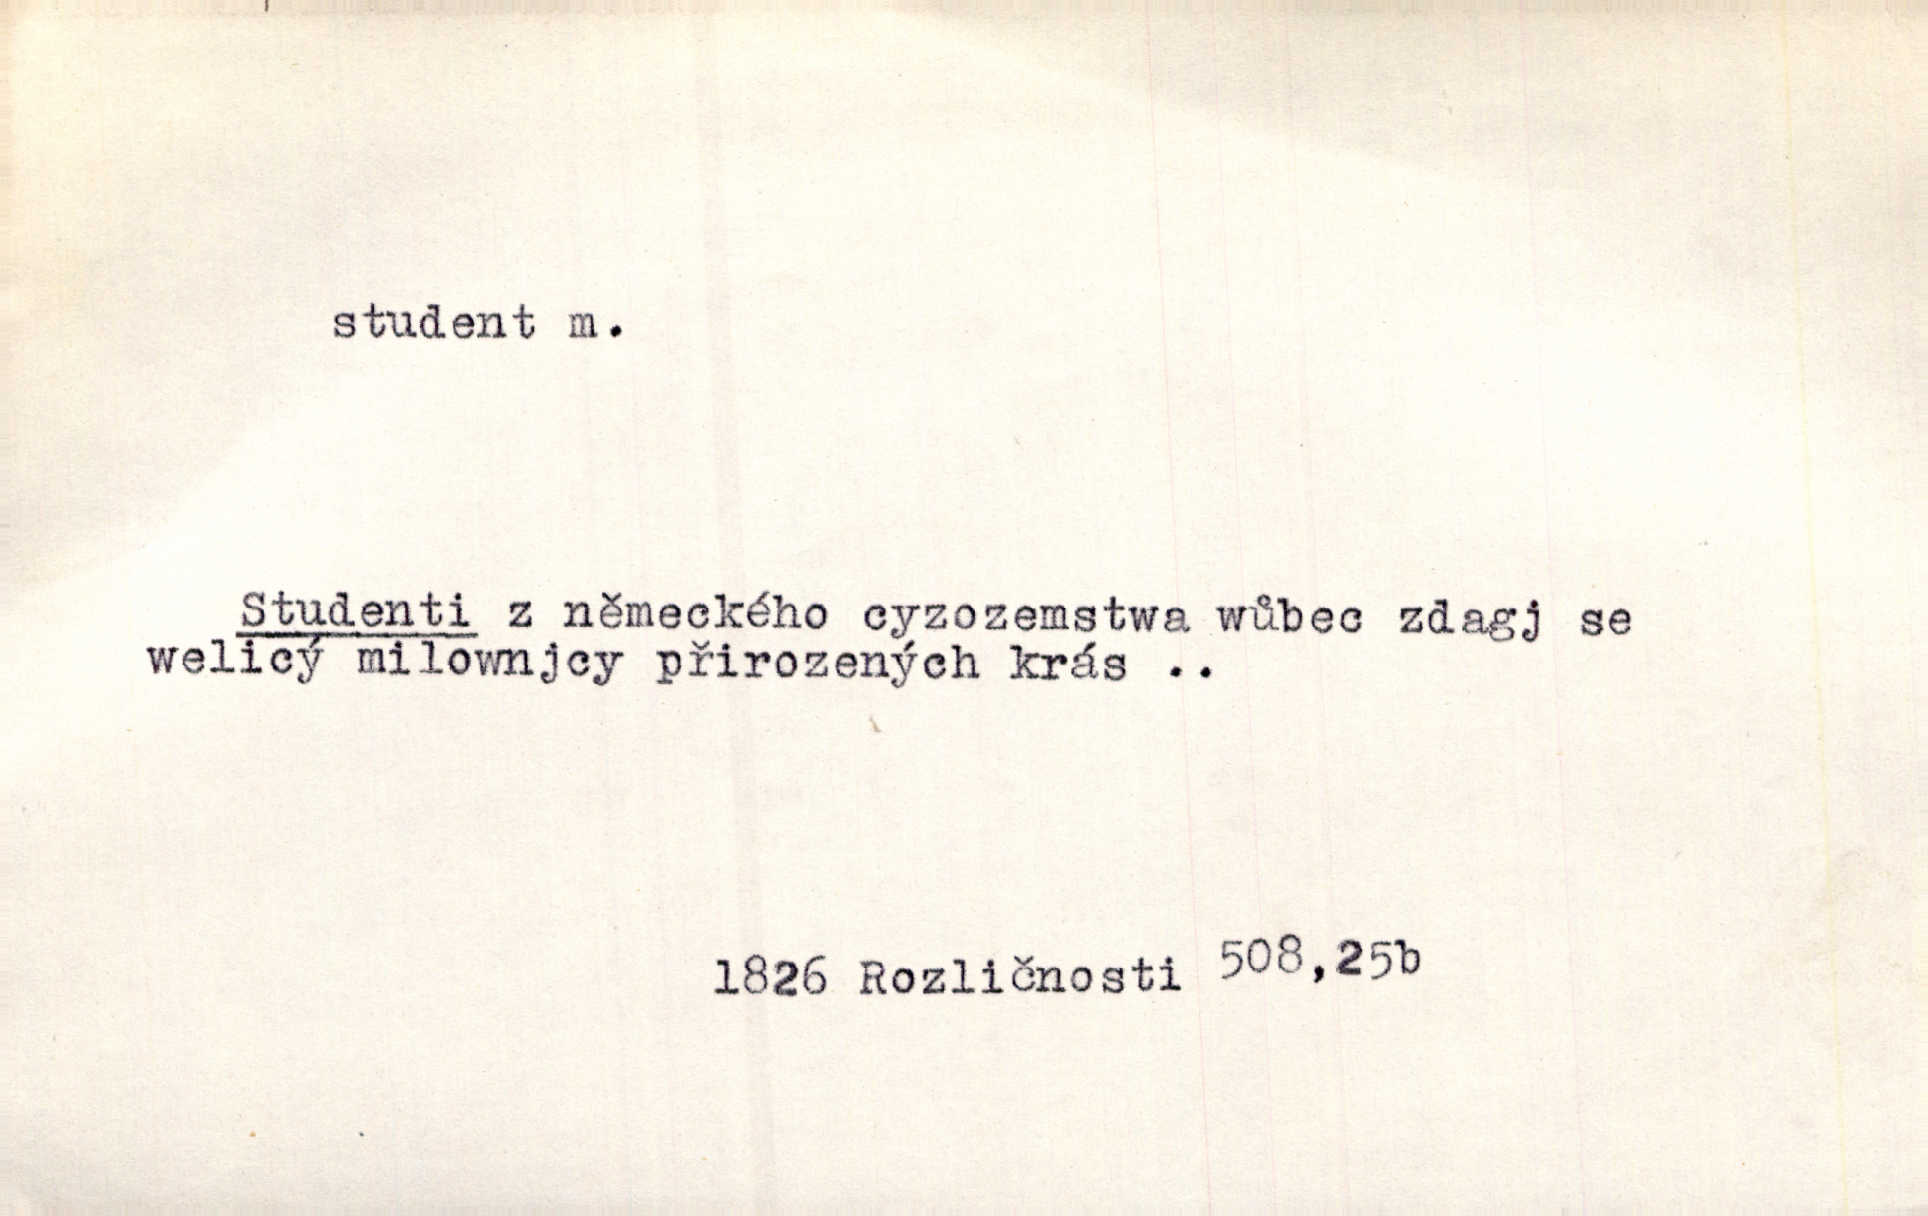 student m.
Studenti z německého cyzozemstwa wůbec zdagj se
welicý milownjcy přirozených krás ..
1826 Rozličnosti 508,25b